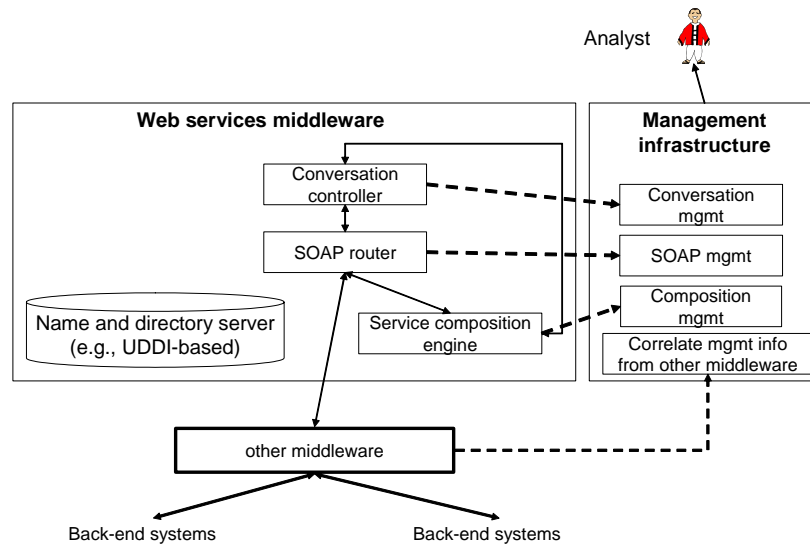 Analyst
Web services middleware
Management
infrastructure
Conversation
controller
Conversation
mgmt
SOAP router
SOAP mgmt
Composition
mgmt
Name and directory server
(e.g., UDDI-based)
Service composition
engine
Correlate mgmt info
from other middleware
other middleware
Back-end systems
Back-end systems